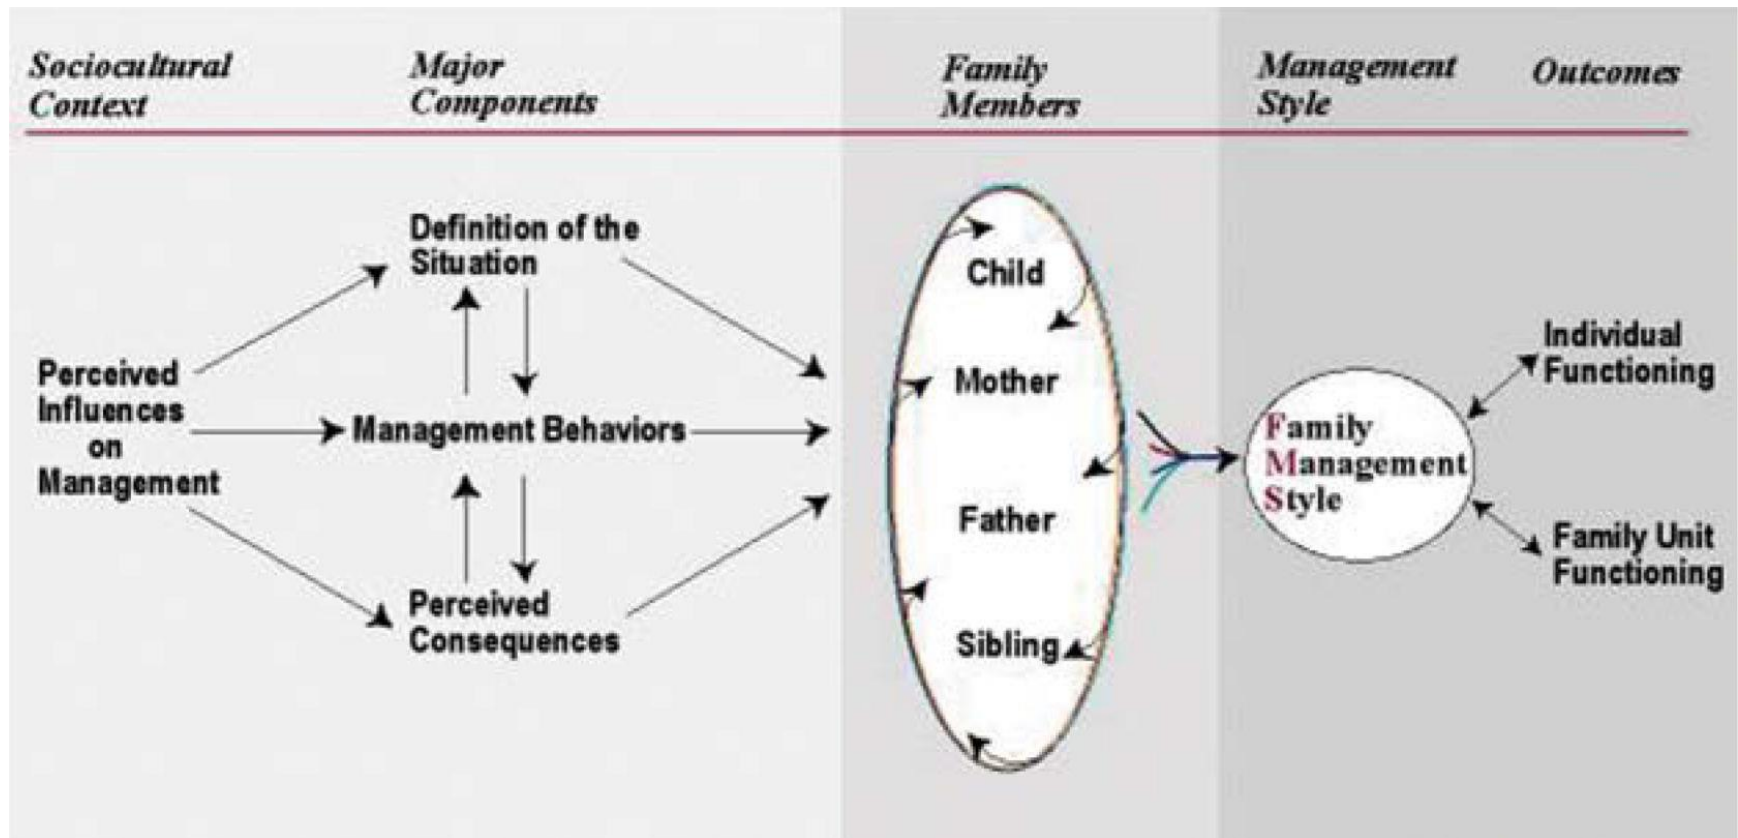 Sociocultural
Context
Major
Components
Family
Members
Management
Style
Outcomes
Perceived
Influences
on
Management
Definition of the
Situation
Management Behaviors
Perceived
Consequences
Child
Mother
Father
Sibling
Family
Management
Style
Individual
Functioning
Family Unit
Functioning